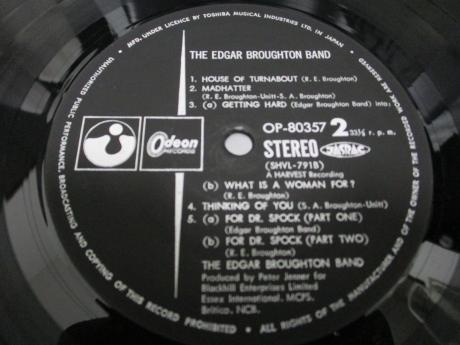 MFD. UNDER LICENCE BY TOSHIBA MUSICAL INDUSTRIES LTD. IN JAPAN •
ALL RIGHTS OF THE MANUFACTURER AND OF THE OWNER OF THE RECORDED WORK ARE RESERVED
UNAUTHORIZED PUBLIC PERFORMANCE, BROADCASTING AND COPYING OF THIS RECORD PROHIBITED •
THE EDGAR BROUGHTON BAND
1. HOUSE OF TURNABOUT (R. E. Broughton)
2. MADHATTER
(R. E. Broughton-Unitt-S. A. Broughton)
3. (a) GETTING HARD (Edgar Broughton Band) into:
Odeon
RECORDS
OP-80357 2 33⅓ r. p. m.
STEREO JASRAC
(SHVL-791B)
A HARVEST Recording
(b) WHAT IS A WOMAN FOR?
(R. E. Broughton)
4. THINKING OF YOU (S. A. Broughton-Unitt)
5. (a) FOR DR. SPOCK (PART ONE)
(Edgar Broughton Band)
(b) FOR DR. SPOCK (PART TWO)
(R. E. Broughton)
THE EDGAR BROUGHTON BAND
Produced by Peter Jenner for
Blackhill Enterprises Limited
Essex International, MCPS,
Britico, NCB.